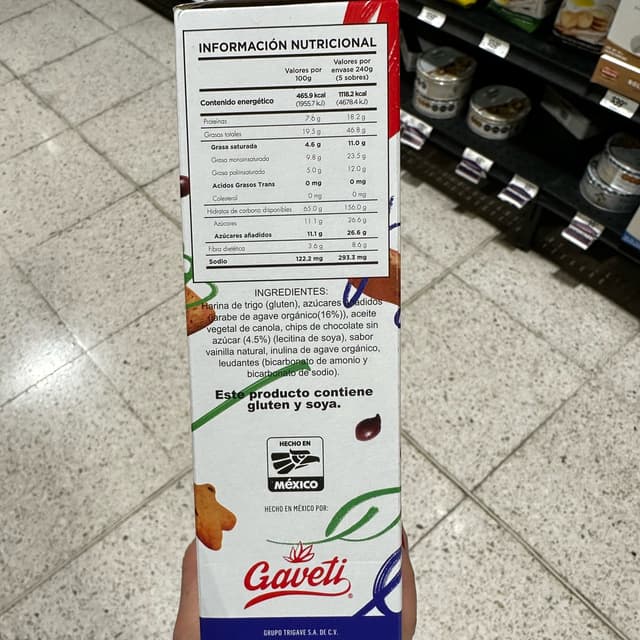 INFORMACIÓN NUTRICIONAL
Valores por 100g Valores por envase 240g (5 sobres)
Contenido energético 465.9 kcal (1955.7 kJ) 1118.2 kcal (4678.4 kJ)
Proteínas 7.6 g 18.2 g
Grasas totales 19.5 g 46.8 g
Grasa saturada 4.6 g 11.0 g
Grasa monoinsaturada 9.8 g 23.5 g
Grasa poliinsaturada 5.0 g 12.0 g
Acidos Grasos Trans 0 mg 0 mg
Colesterol 0 mg 0 mg
Hidratos de carbono disponibles 65.0 g 156.0 g
Azúcares 11.1 g 26.6 g
Azúcares añadidos 11.1 g 26.6 g
Fibra dietética 3.6 g 8.6 g
Sodio 122.2 mg 293.3 mg
INGREDIENTES:
Harina de trigo (gluten), azúcares añadidos
(jarabe de agave orgánico(16%)), aceite
vegetal de canola, chips de chocolate sin
azúcar (4.5%) (lecitina de soya), sabor
vainilla natural, inulina de agave orgánico,
leudantes (bicarbonato de amonio y
bicarbonato de sodio).
Este producto contiene
gluten y soya.
HECHO EN
MÉXICO
HECHO EN MÉXICO POR:
Gaveti
GRUPO TRIGAVE S.A. DE C.V.